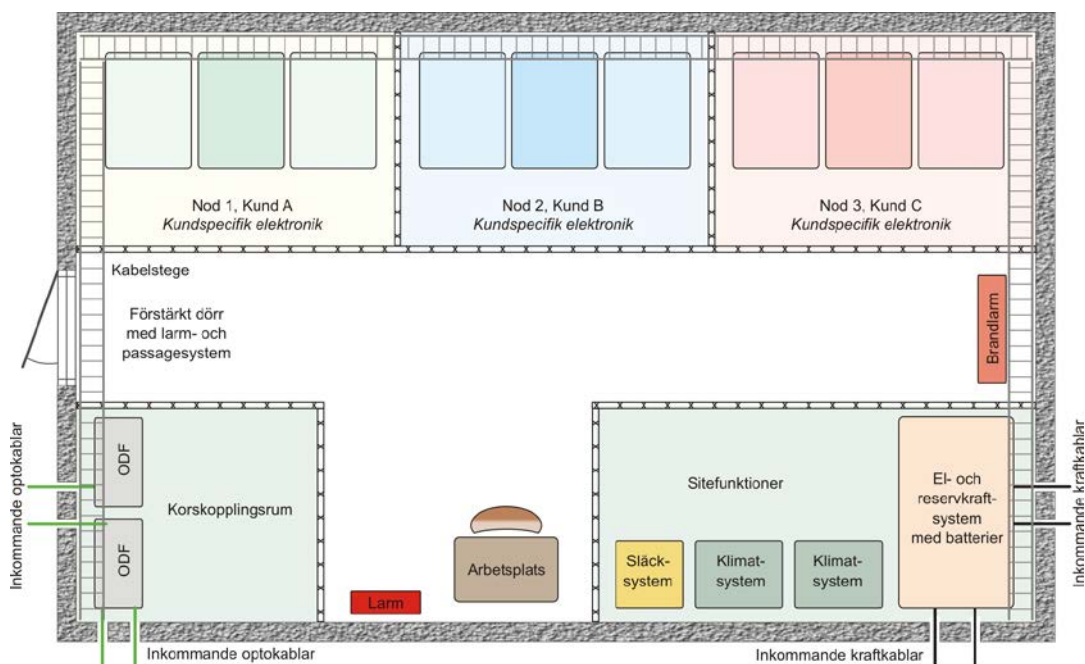 Nod 1, Kund A
Kundspecifik elektronik
Nod 2, Kund B
Kundspecifik elektronik
Nod 3, Kund C
Kundspecifik elektronik
Kabelstege
Förstärkt dörr
med larm- och
passagesystem
Brandlarm
Inkommande optokablar
ODF
ODF
Korskopplingsrum
Larm
Arbetsplats
Sitefunktioner
Släck-
system
Klimat-
system
Klimat-
system
El- och
reservkraft-
system
med batterier
Inkommande kraftkablar
Inkommande optokablar
Inkommande kraftkablar